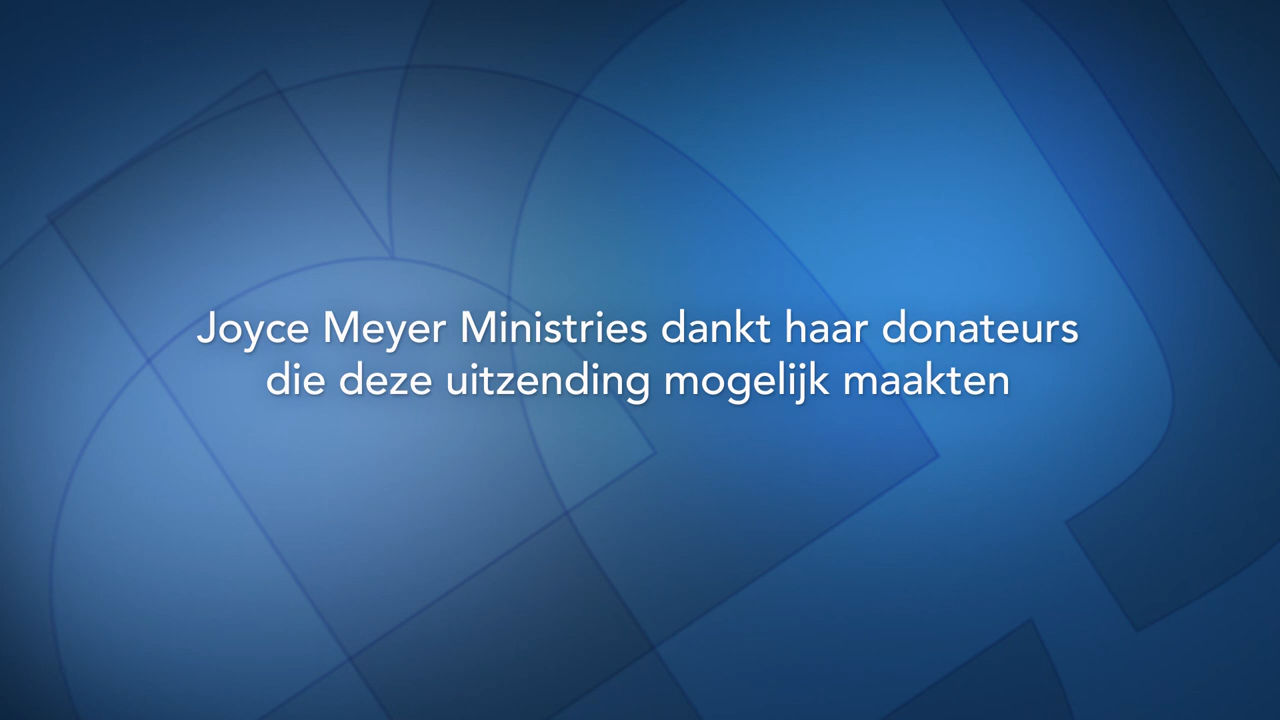 Joyce Meyer Ministries dankt haar donateurs
die deze uitzending mogelijk maakten